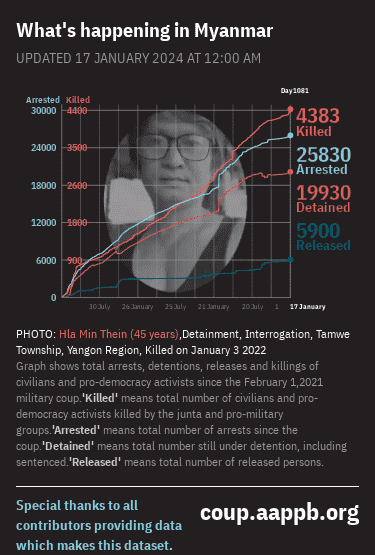 What's happening in Myanmar
UPDATED 17 JANUARY 2024 AT 12:00 AM
Day1081
Arrested Killed
30000 4400
24000 3500
18000 2600
12000 1800
6000 900
0
4383
Killed
25830
Arrested
19930
Detained
5900
Released
30 July 26 January 25 July 21 January 20 July 1 17 January
PHOTO: Hla Min Thein (45 years),Detainment, Interrogation, Tamwe
Township, Yangon Region, Killed on January 3 2022
Graph shows total arrests, detentions, releases and killings of
civilians and pro-democracy activists since the February 1,2021
military coup.'Killed' means total number of civilians and pro-
democracy activists killed by the junta and pro-military
groups.'Arrested' means total number of arrests since the
coup.'Detained' means total number still under detention, including
sentenced.'Released' means total number of released persons.
Special thanks to all
contributors providing data
which makes this dataset.
coup.aappb.org